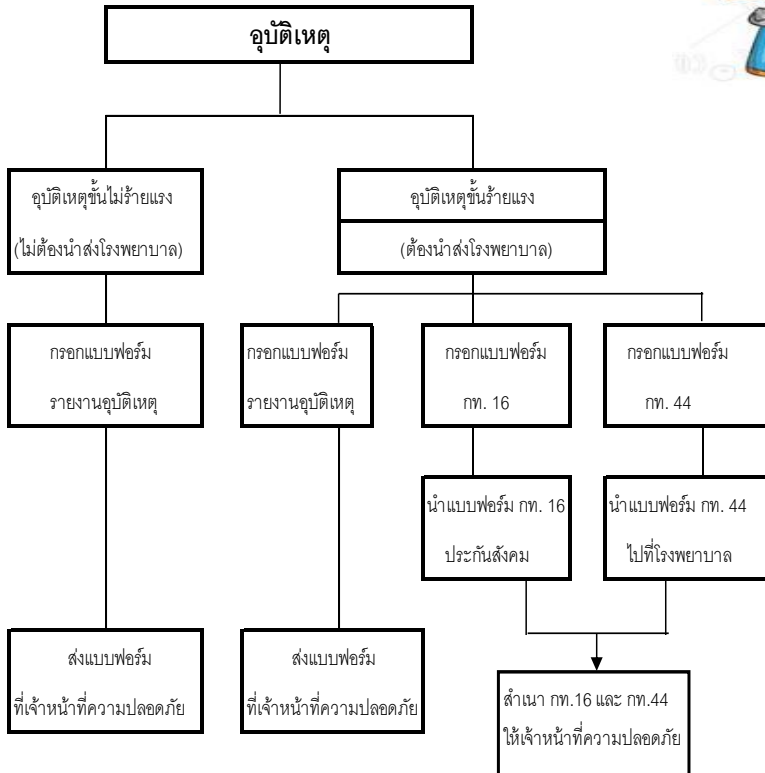 อุบัติเหตุ
อุบัติเหตุขั้นไม่ร้ายแรง
(ไม่ต้องนำส่งโรงพยาบาล)
อุบัติเหตุขั้นร้ายแรง
(ต้องนำส่งโรงพยาบาล)
กรอกแบบฟอร์ม
รายงานอุบัติเหตุ
กรอกแบบฟอร์ม
รายงานอุบัติเหตุ
กรอกแบบฟอร์ม
กท. 16
กรอกแบบฟอร์ม
กท. 44
นำแบบฟอร์ม กท. 16
ประกันสังคม
นำแบบฟอร์ม กท. 44
ไปที่โรงพยาบาล
ส่งแบบฟอร์ม
ที่เจ้าหน้าที่ความปลอดภัย
ส่งแบบฟอร์ม
ที่เจ้าหน้าที่ความปลอดภัย
สำเนา กท.16 และ กท.44
ให้เจ้าหน้าที่ความปลอดภัย